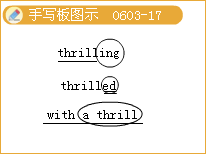 手写板图示 0603-17
thrilling
thrilled
with a thrill